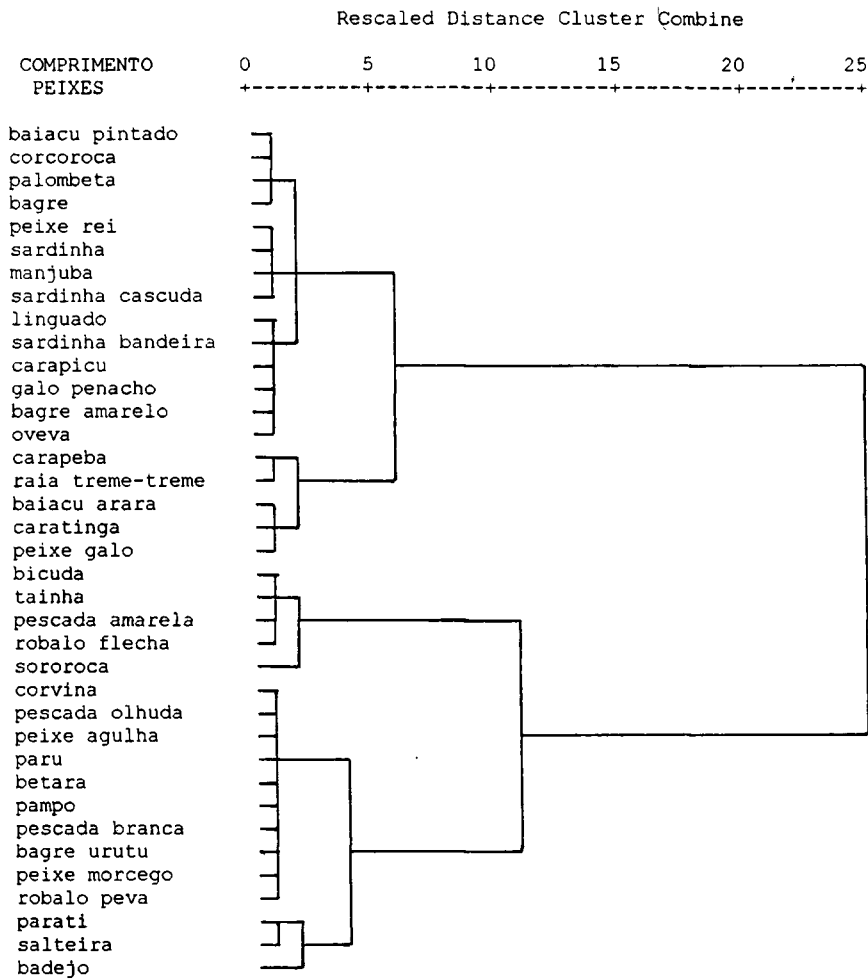 Rescaled Distance Cluster Combine
COMPRIMENTO 0 5 10 15 20 25
PEIXES +---------+---------+---------+---------+---------+
baiacu pintado
corcoroca
palombeta
bagre
peixe rei
sardinha
manjuba
sardinha cascuda
linguado
sardinha bandeira
carapicu
galo penacho
bagre amarelo
oveva
carapeba
raia treme-treme
baiacu arara
caratinga
peixe galo
bicuda
tainha
pescada amarela
robalo flecha
sororoca
corvina
pescada olhuda
peixe agulha
paru
betara
pampo
pescada branca
bagre urutu
peixe morcego
robalo peva
parati
salteira
badejo